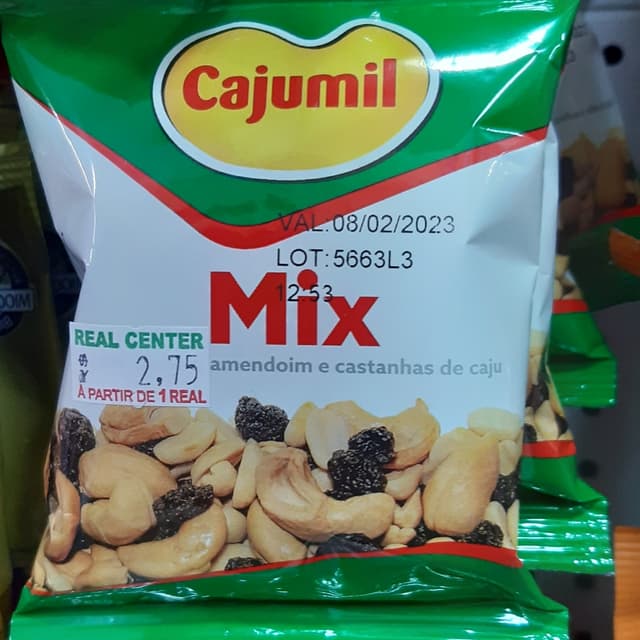 Cajumil
VAL:08/02/2023
LOT:5663L3
12:53
Mix
amendoim e castanhas de caju
REAL CENTER
2,75
À PARTIR DE 1 REAL